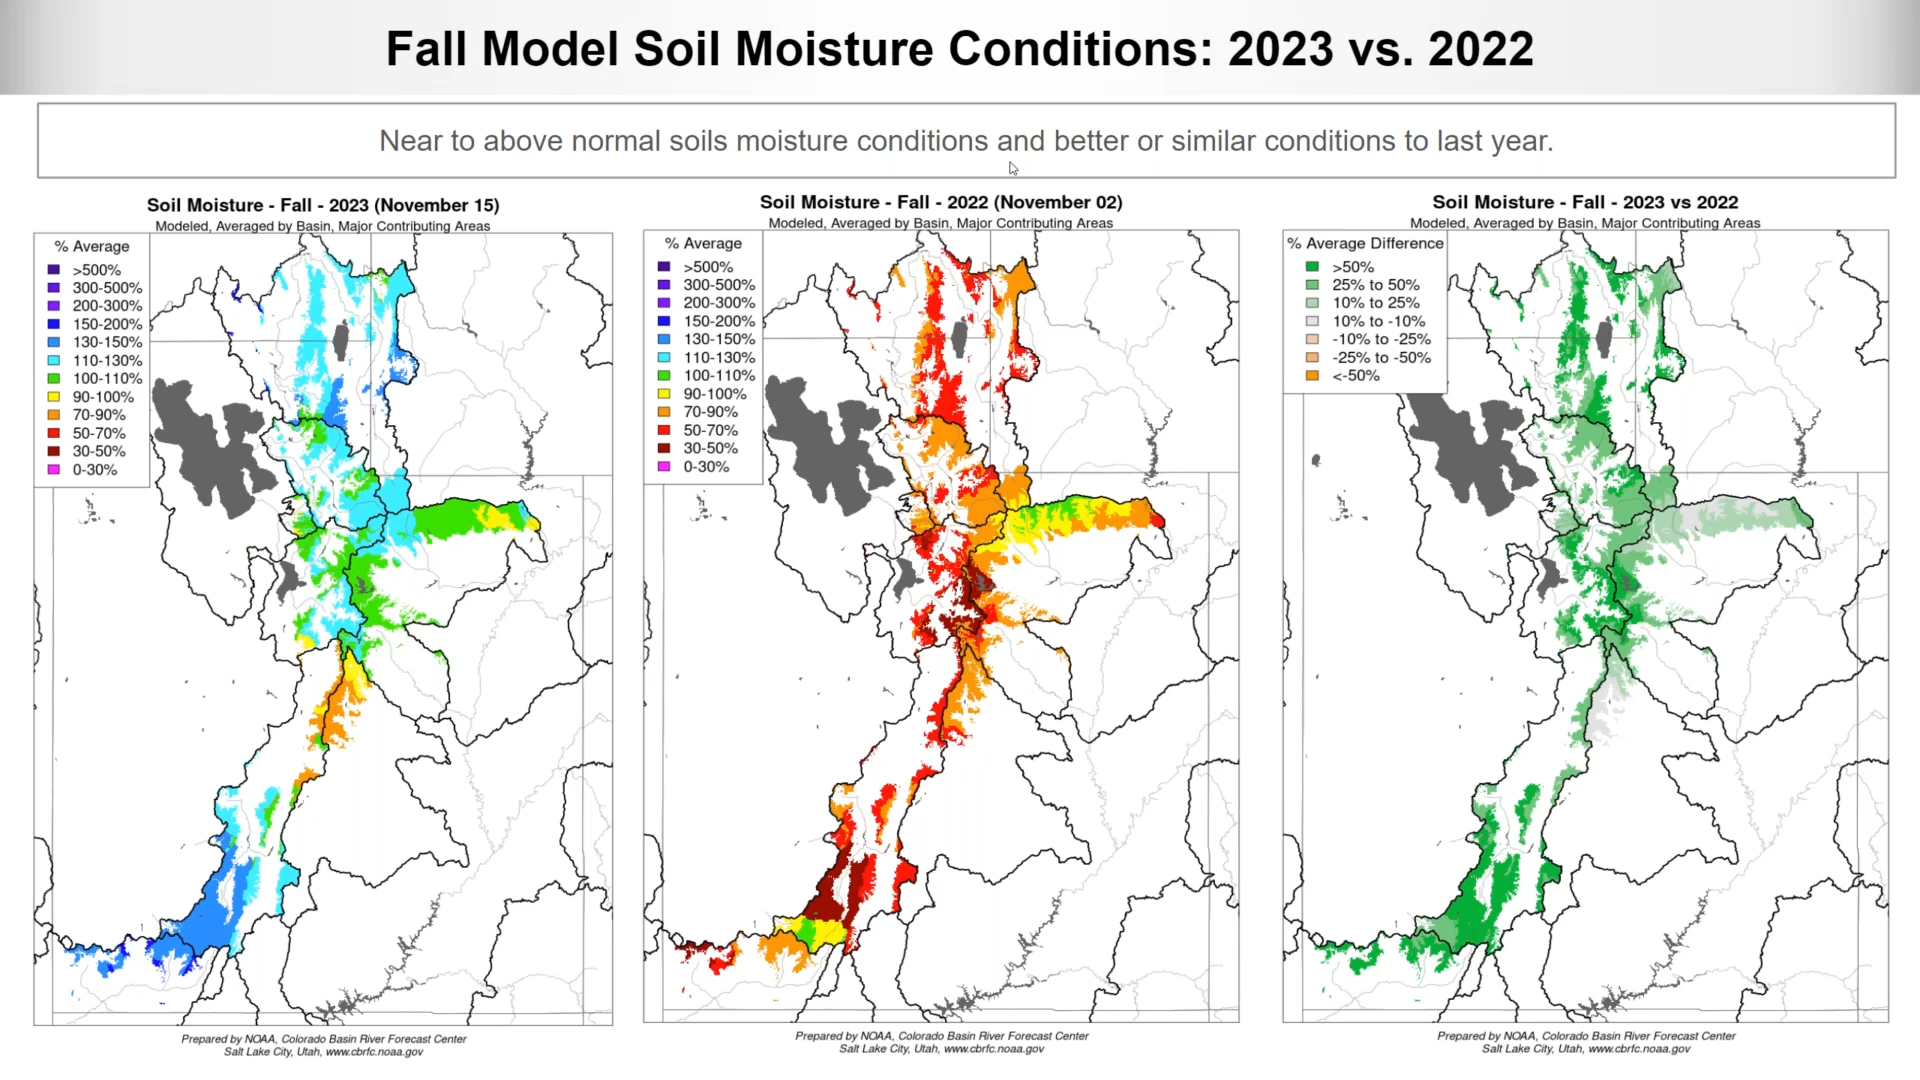 Fall Model Soil Moisture Conditions: 2023 vs. 2022
Near to above normal soils moisture conditions and better or similar conditions to last year.
Soil Moisture - Fall - 2023 (November 15)
Modeled, Averaged by Basin, Major Contributing Areas
% Average
>500%
300-500%
200-300%
150-200%
130-150%
110-130%
100-110%
90-100%
70-90%
50-70%
30-50%
0-30%
Prepared by NOAA, Colorado Basin River Forecast Center
Salt Lake City, Utah, www.cbrfc.noaa.gov
Soil Moisture - Fall - 2022 (November 02)
Modeled, Averaged by Basin, Major Contributing Areas
% Average
>500%
300-500%
200-300%
150-200%
130-150%
110-130%
100-110%
90-100%
70-90%
50-70%
30-50%
0-30%
Prepared by NOAA, Colorado Basin River Forecast Center
Salt Lake City, Utah, www.cbrfc.noaa.gov
Soil Moisture - Fall - 2023 vs 2022
Modeled, Averaged by Basin, Major Contributing Areas
% Average Difference
>50%
25% to 50%
10% to 25%
10% to -10%
-10% to -25%
-25% to -50%
<-50%
Prepared by NOAA, Colorado Basin River Forecast Center
Salt Lake City, Utah, www.cbrfc.noaa.gov